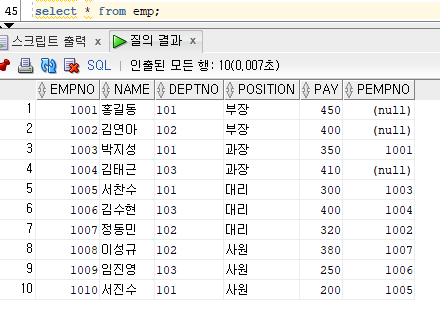 45 select * from emp;
스크립트 출력 x 질의 결과 x
SQL | 인출된 모든 행: 10(0,007초)
EMPNO NAME DEPTNO POSITION PAY PEMPNO
1 1001 홍길동 101 부장 450 (null)
2 1002 김연아 102 부장 400 (null)
3 1003 박지성 101 과장 350 1001
4 1004 김태근 103 과장 410 (null)
5 1005 서찬수 101 대리 300 1003
6 1006 김수현 103 대리 400 1004
7 1007 정동민 102 대리 320 1002
8 1008 이성규 102 사원 380 1007
9 1009 임진영 103 사원 250 1006
10 1010 서진수 101 사원 200 1005